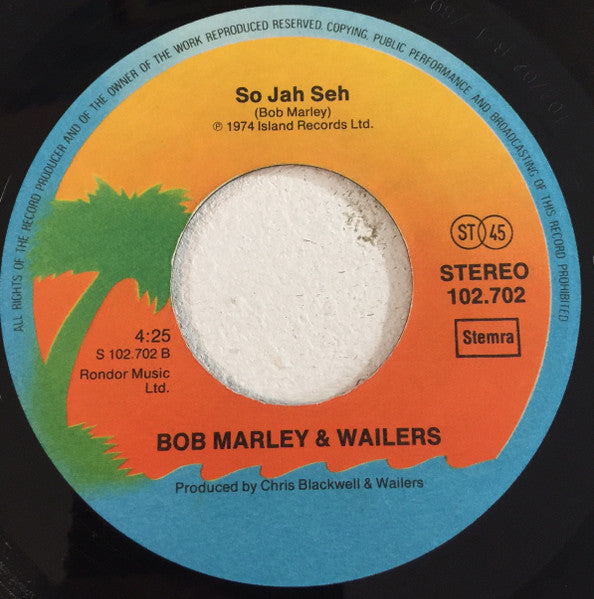 ALL RIGHTS OF THE RECORD PRODUCER AND OF THE OWNER OF THE WORK REPRODUCED RESERVED. COPYING, PUBLIC PERFORMANCE AND BROADCASTING OF THIS RECORD PROHIBITED
So Jah Seh
(Bob Marley)
℗ 1974 Island Records Ltd.
ST 45
STEREO
102.702
Stemra
4:25
S 102.702 B
Rondor Music
Ltd.
BOB MARLEY & WAILERS
Produced by Chris Blackwell & Wailers